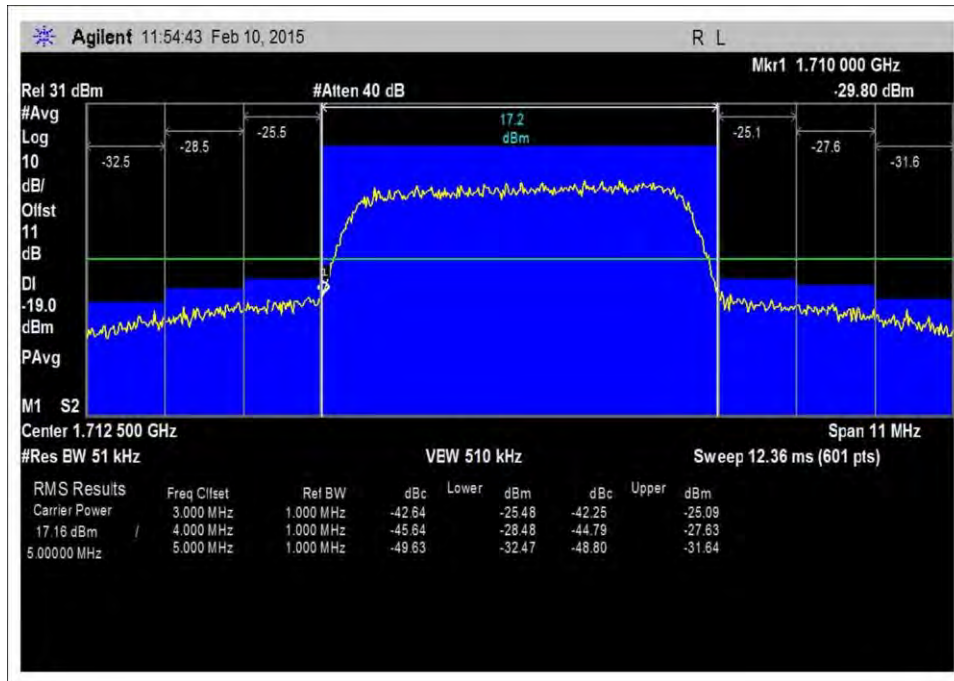 Agilent 11:54:43 Feb 10, 2015 R L
Mkr1 1.710 000 GHz
Rel 31 dBm #Atten 40 dB -29.80 dBm
#Avg
Log
10
dB/
Offst
11
dB
DI
-19.0
dBm
PAvg
M1 S2
-32.5 -28.5 -25.5 17.2 dBm -25.1 -27.6 -31.6
1
Center 1.712 500 GHz Span 11 MHz
#Res BW 51 kHz VBW 510 kHz Sweep 12.36 ms (601 pts)
RMS Results Freq Offset Ref BW dBc Lower dBm dBc Upper dBm
Carrier Power 3.000 MHz 1.000 MHz -42.64 -25.48 -42.25 -25.09
17.16 dBm / 4.000 MHz 1.000 MHz -45.64 -28.48 -44.79 -27.63
5.00000 MHz 5.000 MHz 1.000 MHz -49.63 -32.47 -48.80 -31.64